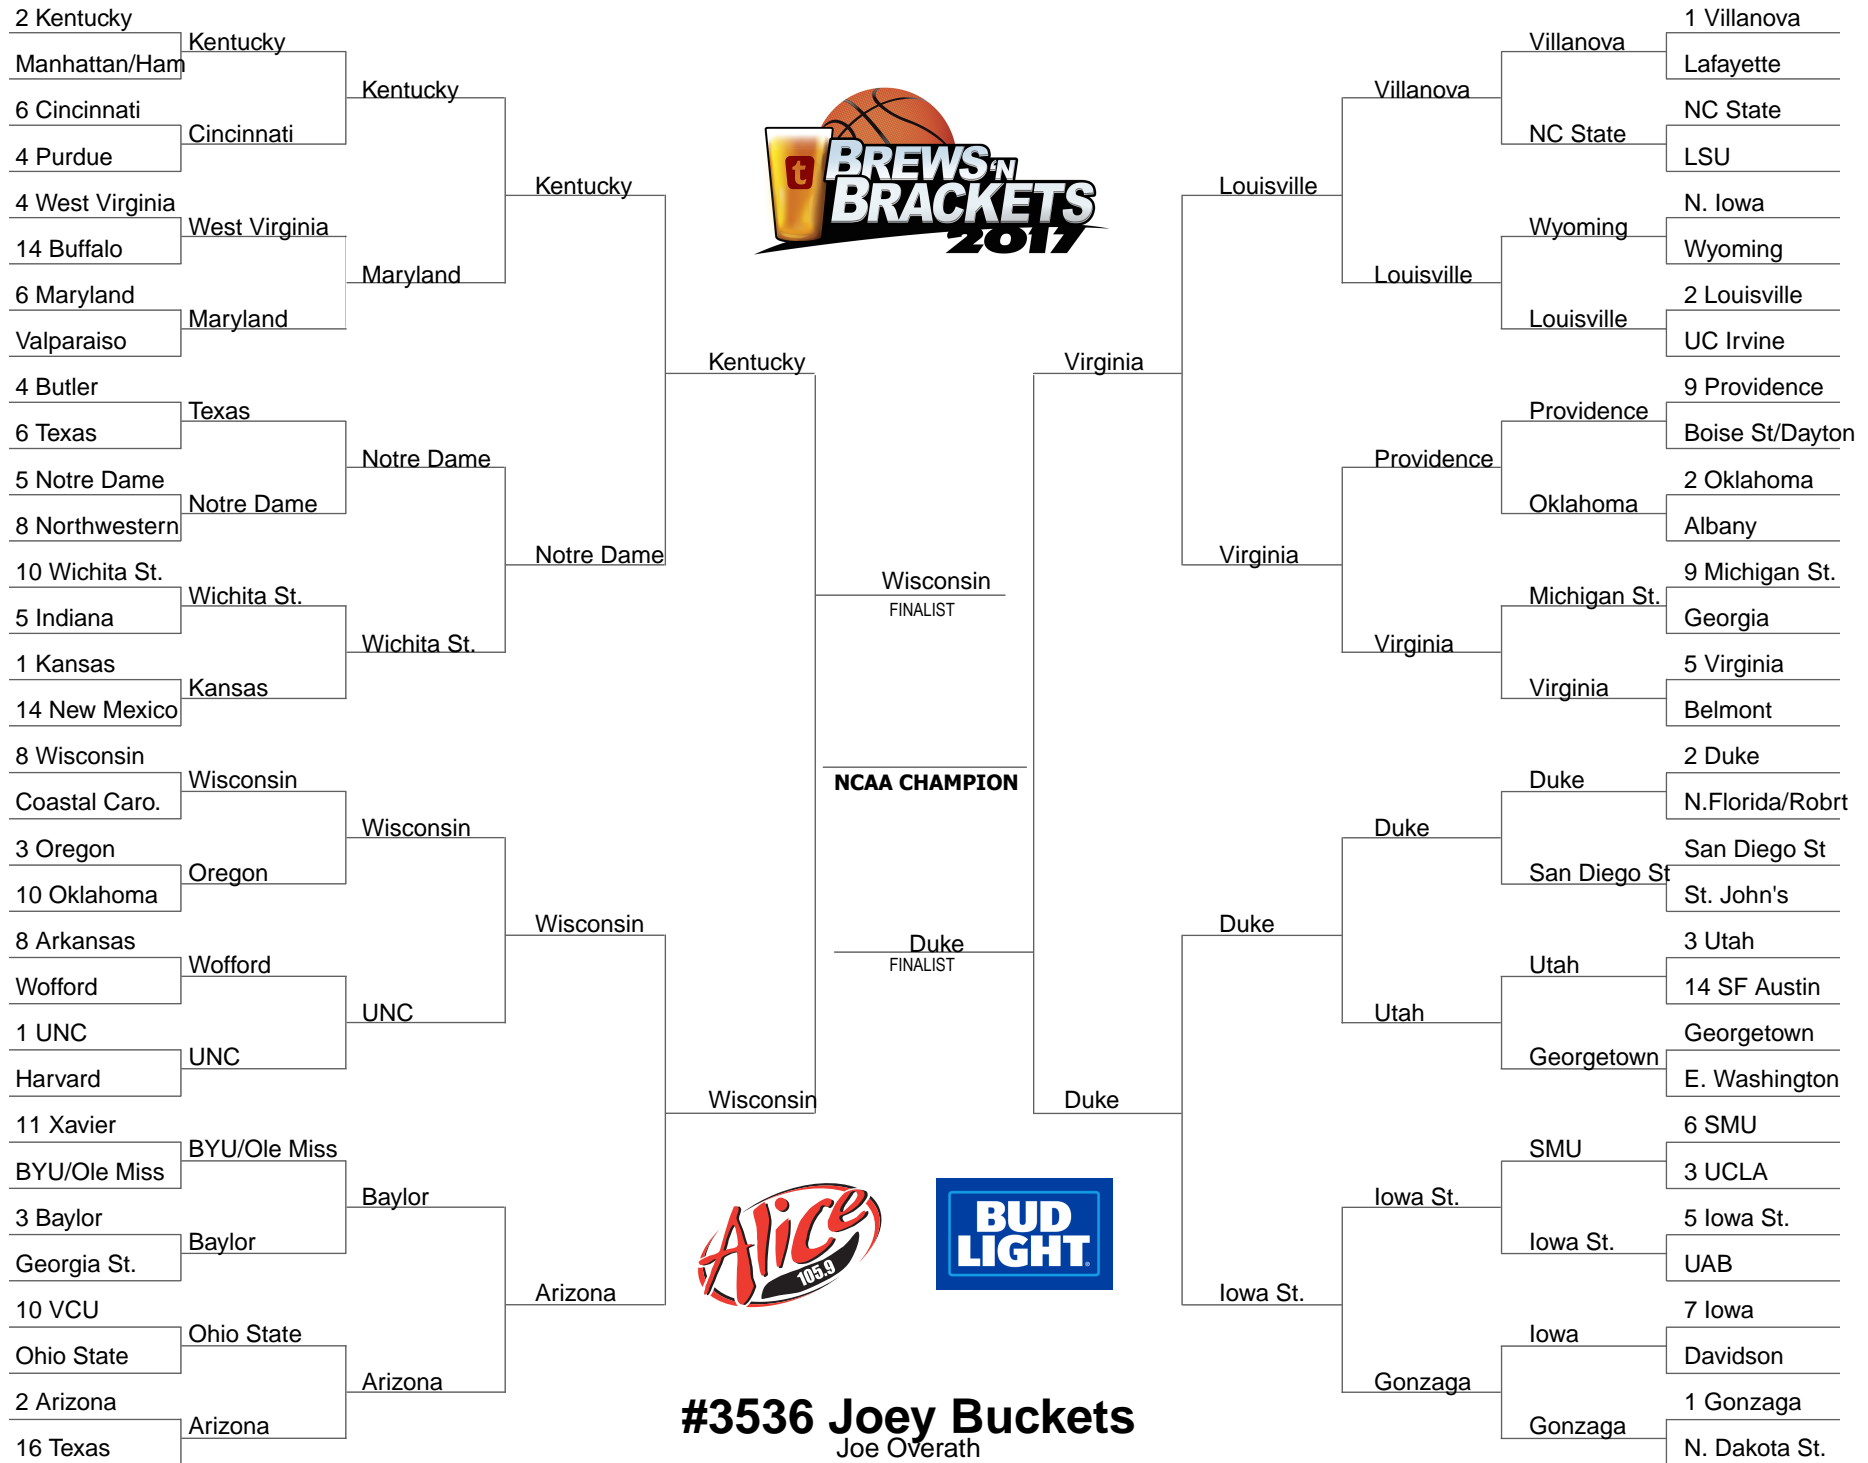 2 Kentucky
Manhattan/Ham
6 Cincinnati
4 Purdue
4 West Virginia
14 Buffalo
6 Maryland
Valparaiso
4 Butler
6 Texas
5 Notre Dame
8 Northwestern
10 Wichita St.
5 Indiana
1 Kansas
14 New Mexico
8 Wisconsin
Coastal Caro.
3 Oregon
10 Oklahoma
8 Arkansas
Wofford
1 UNC
Harvard
11 Xavier
BYU/Ole Miss
3 Baylor
Georgia St.
10 VCU
Ohio State
2 Arizona
16 Texas
Kentucky
Cincinnati
West Virginia
Maryland
Texas
Notre Dame
Wichita St.
Kansas
Wisconsin
Oregon
Wofford
UNC
BYU/Ole Miss
Baylor
Ohio State
Arizona
Kentucky
Maryland
Notre Dame
Wichita St.
Wisconsin
UNC
Baylor
Arizona
Kentucky
Notre Dame
Wisconsin
Arizona
Kentucky
Wisconsin
t
BREWS 'N
BRACKETS
2017
Wisconsin
FINALIST
NCAA CHAMPION
Duke
FINALIST
Alice
105.9
BUD
LIGHT
#3536 Joey Buckets
Joe Overath
Virginia
Duke
Louisville
Virginia
Duke
Iowa St.
Villanova
Louisville
Providence
Virginia
Duke
Utah
Iowa St.
Gonzaga
Villanova
NC State
Wyoming
Louisville
Providence
Oklahoma
Michigan St.
Virginia
Duke
San Diego St
Utah
Georgetown
SMU
Iowa St.
Iowa
Gonzaga
1 Villanova
Lafayette
NC State
LSU
N. Iowa
Wyoming
2 Louisville
UC Irvine
9 Providence
Boise St/Dayton
2 Oklahoma
Albany
9 Michigan St.
Georgia
5 Virginia
Belmont
2 Duke
N.Florida/Robrt
San Diego St
St. John's
3 Utah
14 SF Austin
Georgetown
E. Washington
6 SMU
3 UCLA
5 Iowa St.
UAB
7 Iowa
Davidson
1 Gonzaga
N. Dakota St.